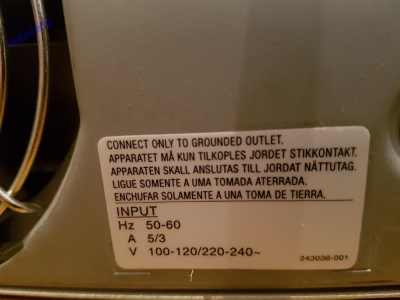 CONNECT ONLY TO GROUNDED OUTLET.
APPARATET MÅ KUN TILKOPLES JORDET STIKKONTAKT.
APPARATEN SKALL ANSLUTAS TILL JORDAT NÄTTUTAG.
LIGUE SOMENTE A UMA TOMADA ATERRADA.
ENCHUFAR SOLAMENTE A UNA TOMA DE TIERRA.
INPUT
Hz 50-60
A 5/3
V 100-120/220-240~
243038-001